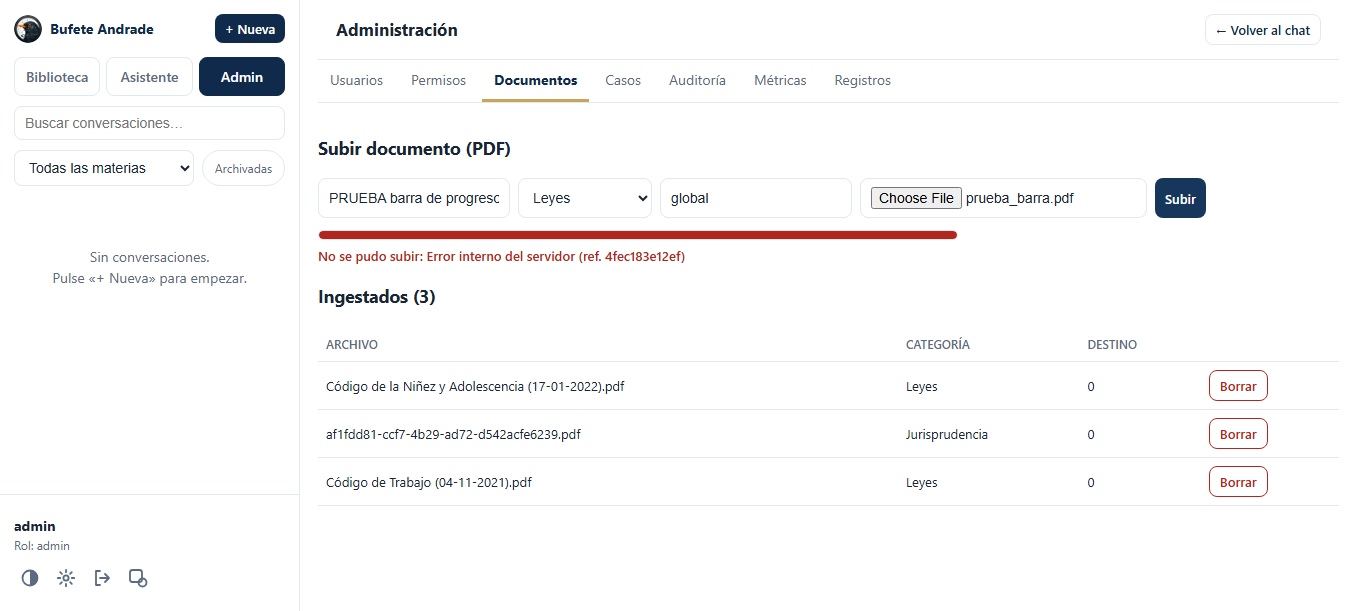 Bufete Andrade
+ Nueva
Biblioteca
Asistente
Admin
Buscar conversaciones…
Todas las materias
Archivadas
Sin conversaciones.
Pulse «+ Nueva» para empezar.
admin
Rol: admin
Administración
← Volver al chat
Usuarios
Permisos
Documentos
Casos
Auditoría
Métricas
Registros
Subir documento (PDF)
PRUEBA barra de progreso
Leyes
global
Choose File prueba_barra.pdf
Subir
No se pudo subir: Error interno del servidor (ref. 4fec183e12ef)
Ingestados (3)
ARCHIVO CATEGORÍA DESTINO
Código de la Niñez y Adolescencia (17-01-2022).pdf Leyes 0 Borrar
af1fdd81-ccf7-4b29-ad72-d542acfe6239.pdf Jurisprudencia 0 Borrar
Código de Trabajo (04-11-2021).pdf Leyes 0 Borrar